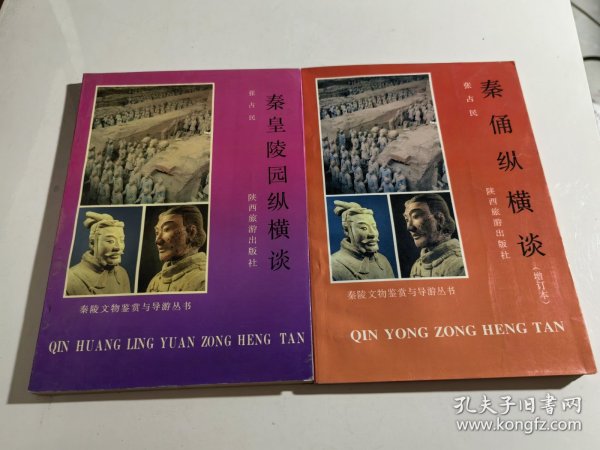 秦皇陵园纵横谈
张占民
陕西旅游出版社
秦陵文物鉴赏与导游丛书
QIN HUANG LING YUAN ZONG HENG TAN
秦俑纵横谈
(增订本)
张占民
陕西旅游出版社
秦陵文物鉴赏与导游丛书
QIN YONG ZONG HENG TAN
孔夫子旧书网
www.kongfz.com